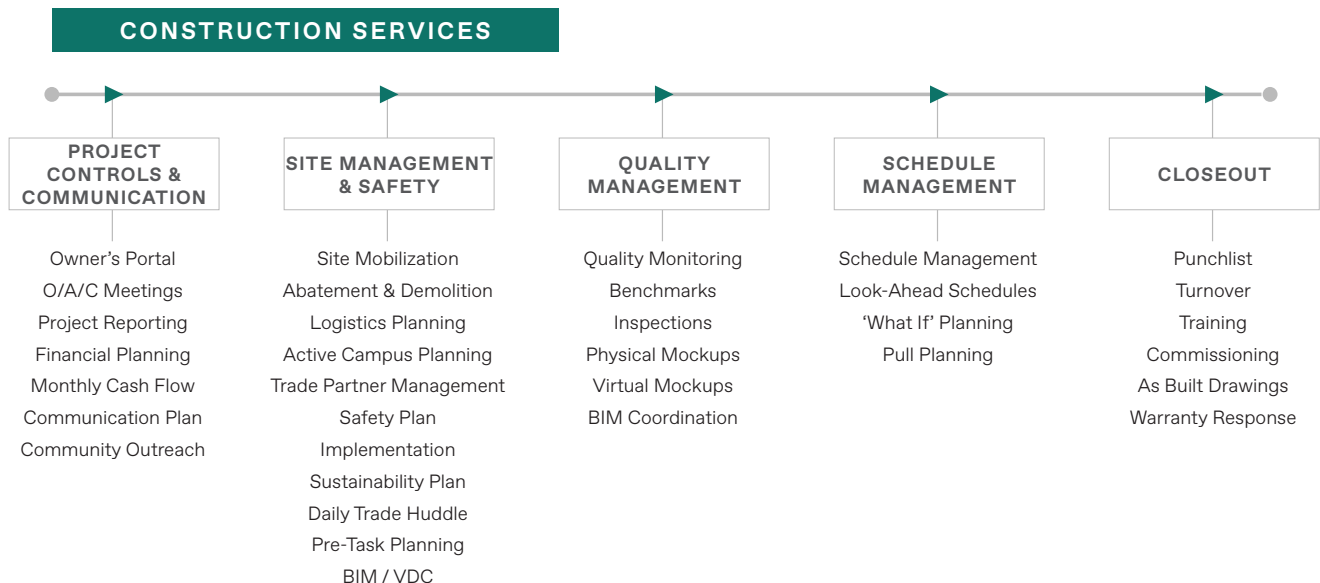 CONSTRUCTION SERVICES
PROJECT
CONTROLS &
COMMUNICATION
Owner’s Portal
O/A/C Meetings
Project Reporting
Financial Planning
Monthly Cash Flow
Communication Plan
Community Outreach
SITE MANAGEMENT
& SAFETY
Site Mobilization
Abatement & Demolition
Logistics Planning
Active Campus Planning
Trade Partner Management
Safety Plan
Implementation
Sustainability Plan
Daily Trade Huddle
Pre-Task Planning
BIM / VDC
QUALITY
MANAGEMENT
Quality Monitoring
Benchmarks
Inspections
Physical Mockups
Virtual Mockups
BIM Coordination
SCHEDULE
MANAGEMENT
Schedule Management
Look-Ahead Schedules
‘What If’ Planning
Pull Planning
CLOSEOUT
Punchlist
Turnover
Training
Commissioning
As Built Drawings
Warranty Response